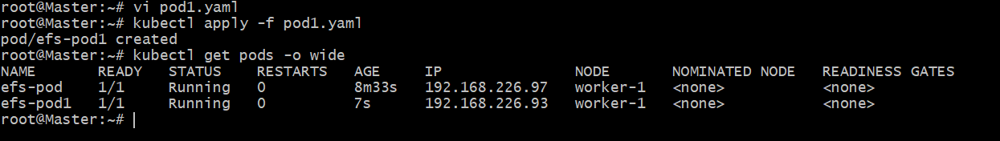 root@Master:~# vi pod1.yaml
root@Master:~# kubectl apply -f pod1.yaml
pod/efs-pod1 created
root@Master:~# kubectl get pods -o wide
NAME READY STATUS RESTARTS AGE IP NODE NOMINATED NODE READINESS GATES
efs-pod 1/1 Running 0 8m33s 192.168.226.97 worker-1 <none> <none>
efs-pod1 1/1 Running 0 7s 192.168.226.93 worker-1 <none> <none>
root@Master:~#